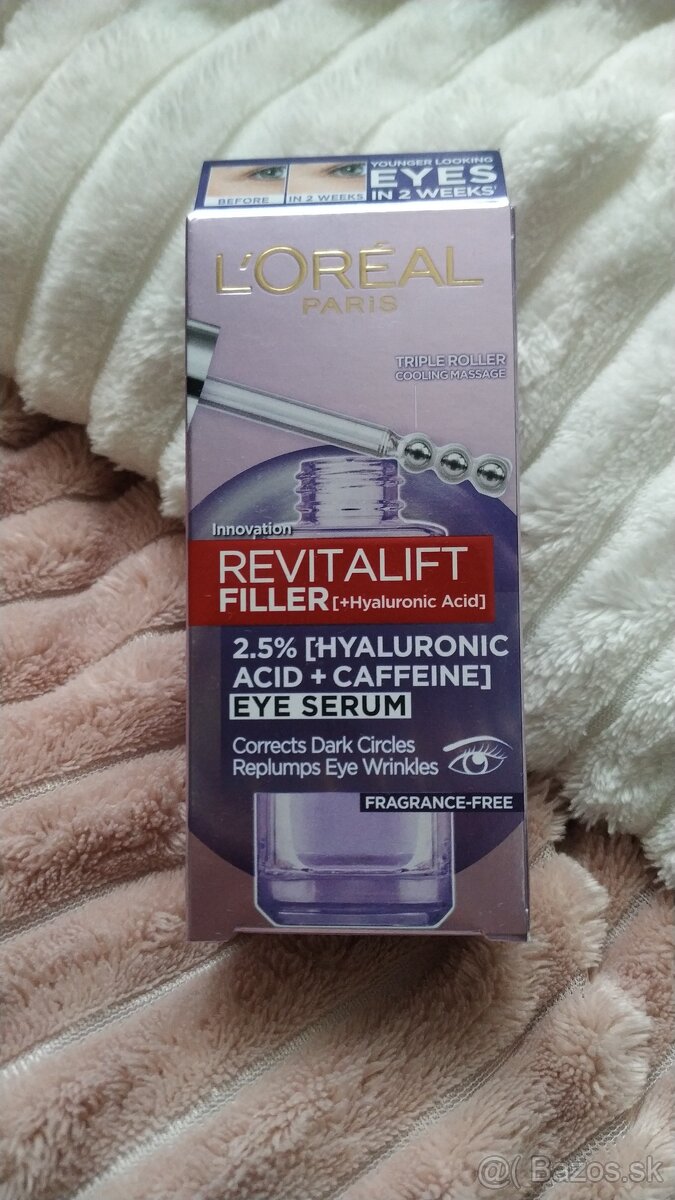 YOUNGER LOOKING
EYES
IN 2 WEEKS
BEFORE
IN 2 WEEKS
L'ORÉAL
PARIS
TRIPLE ROLLER
COOLING MASSAGE
Innovation
REVITALIFT
FILLER [+Hyaluronic Acid]
2.5% [HYALURONIC
ACID + CAFFEINE]
EYE SERUM
Corrects Dark Circles
Replumps Eye Wrinkles
FRAGRANCE-FREE
@( Bazos.sk